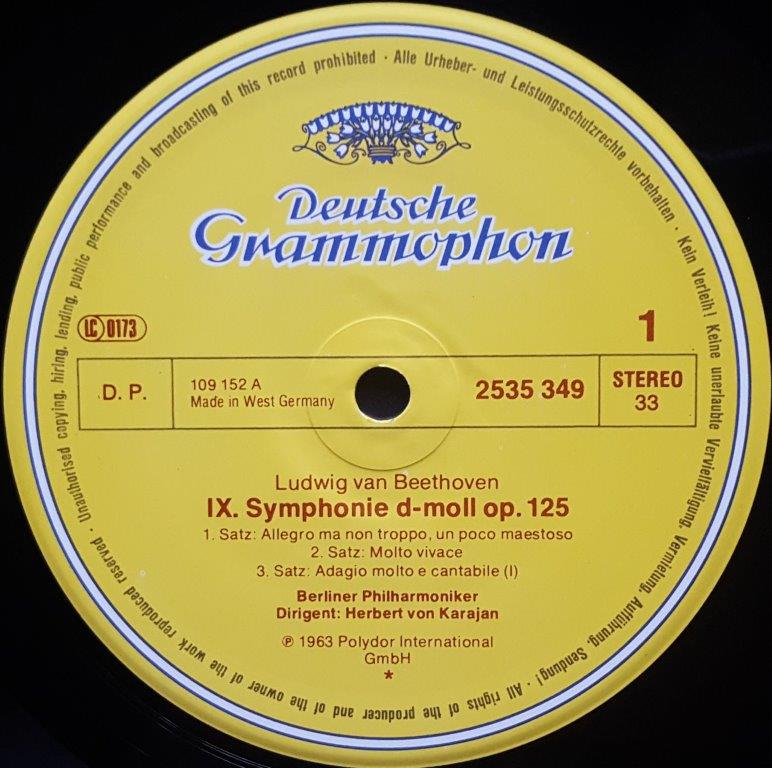 Deutsche
Grammophon
LC 0173
1
D. P.
109 152 A
Made in West Germany
2535 349
STEREO
33
Ludwig van Beethoven
IX. Symphonie d-moll op. 125
1. Satz: Allegro ma non troppo, un poco maestoso
2. Satz: Molto vivace
3. Satz: Adagio molto e cantabile (I)
Berliner Philharmoniker
Dirigent: Herbert von Karajan
℗ 1963 Polydor International
GmbH
*
Alle Urheber- und Leistungsschutzrechte vorbehalten · Kein Verleih! Keine unerlaubte Vervielfältigung, Vermietung, Aufführung, Sendung! · All rights of the producer and of the owner of the work reproduced reserved · Unauthorised copying, hiring, lending, public performance and broadcasting of this record prohibited ·